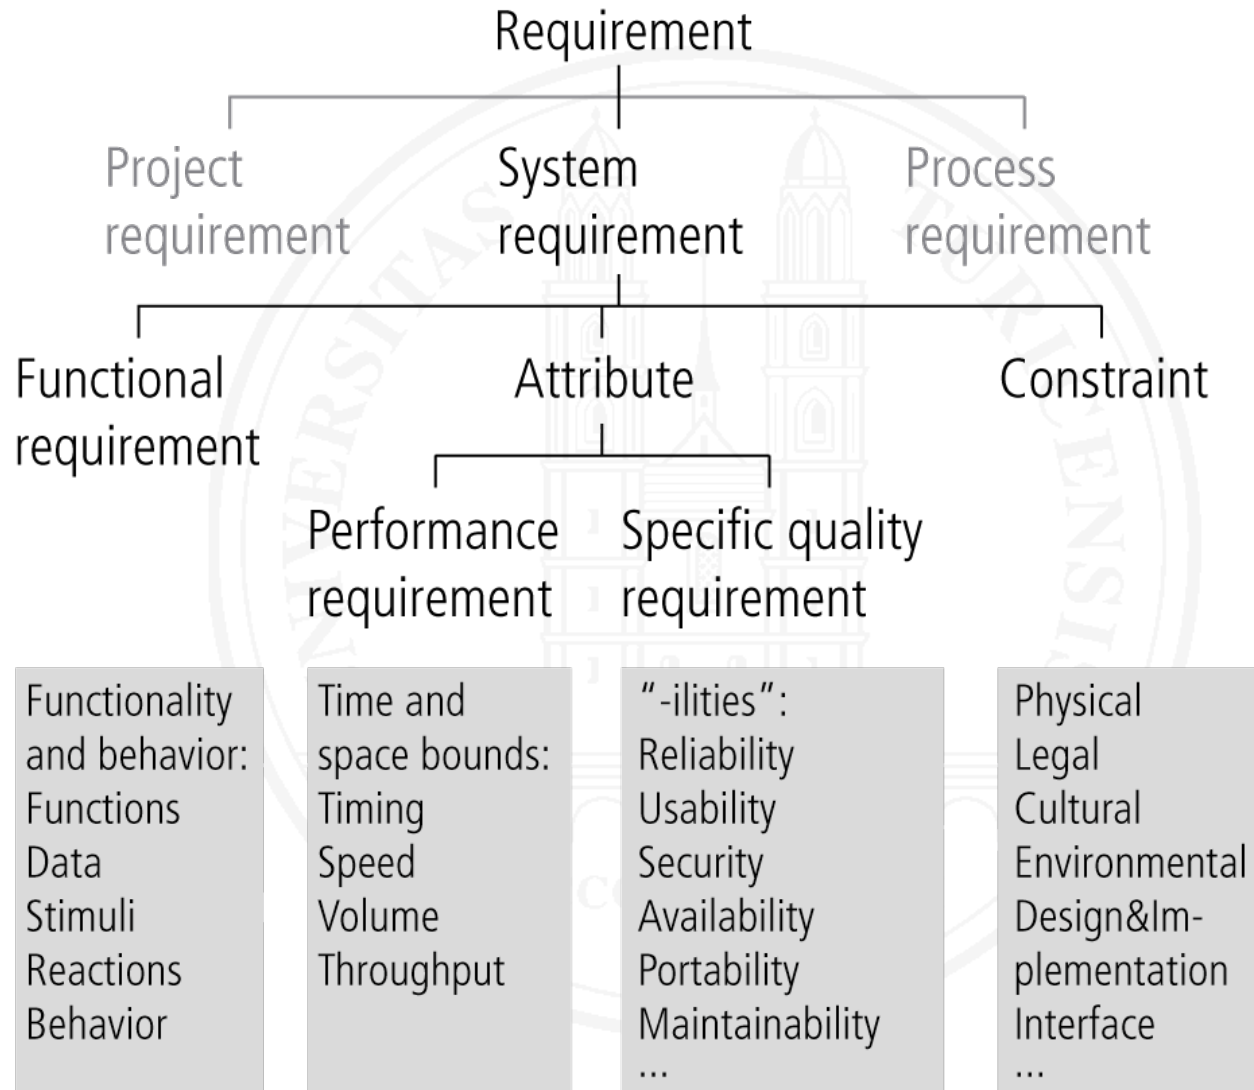 Requirement
Project
requirement
System
requirement
Process
requirement
Functional
requirement
Attribute
Constraint
Performance
requirement
Specific quality
requirement
Functionality
and behavior:
Functions
Data
Stimuli
Reactions
Behavior
Time and
space bounds:
Timing
Speed
Volume
Throughput
"-ilities":
Reliability
Usability
Security
Availability
Portability
Maintainability
...
Physical
Legal
Cultural
Environmental
Design&Im-
plementation
Interface
...
UNIVERSITAS
TURICENSIS